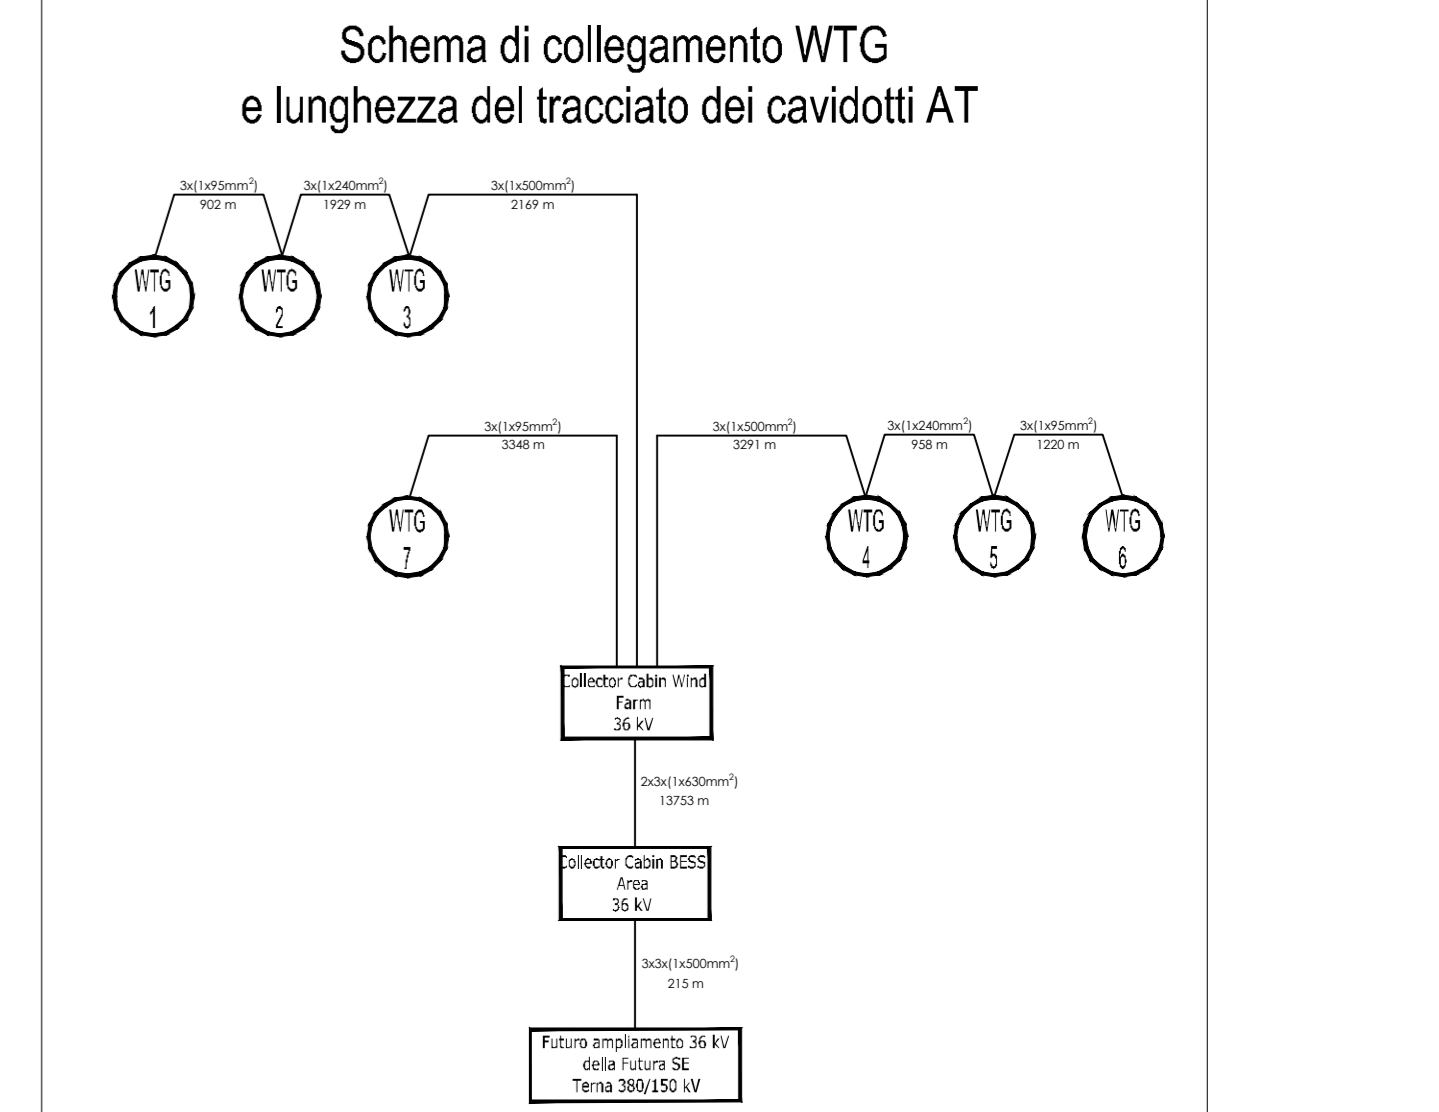 Schema di collegamento WTG
e lunghezza del tracciato dei cavidotti AT
3x(1x95mm²)
902 m
3x(1x240mm²)
1929 m
3x(1x500mm²)
2169 m
WTG
1
WTG
2
WTG
3
3x(1x95mm²)
3348 m
3x(1x500mm²)
3291 m
3x(1x240mm²)
958 m
3x(1x95mm²)
1220 m
WTG
7
WTG
4
WTG
5
WTG
6
Collector Cabin Wind
Farm
36 kV
2x3x(1x630mm²)
13753 m
Collector Cabin BESS
Area
36 kV
3x3x(1x500mm²)
215 m
Futuro ampliamento 36 kV
della Futura SE
Terna 380/150 kV